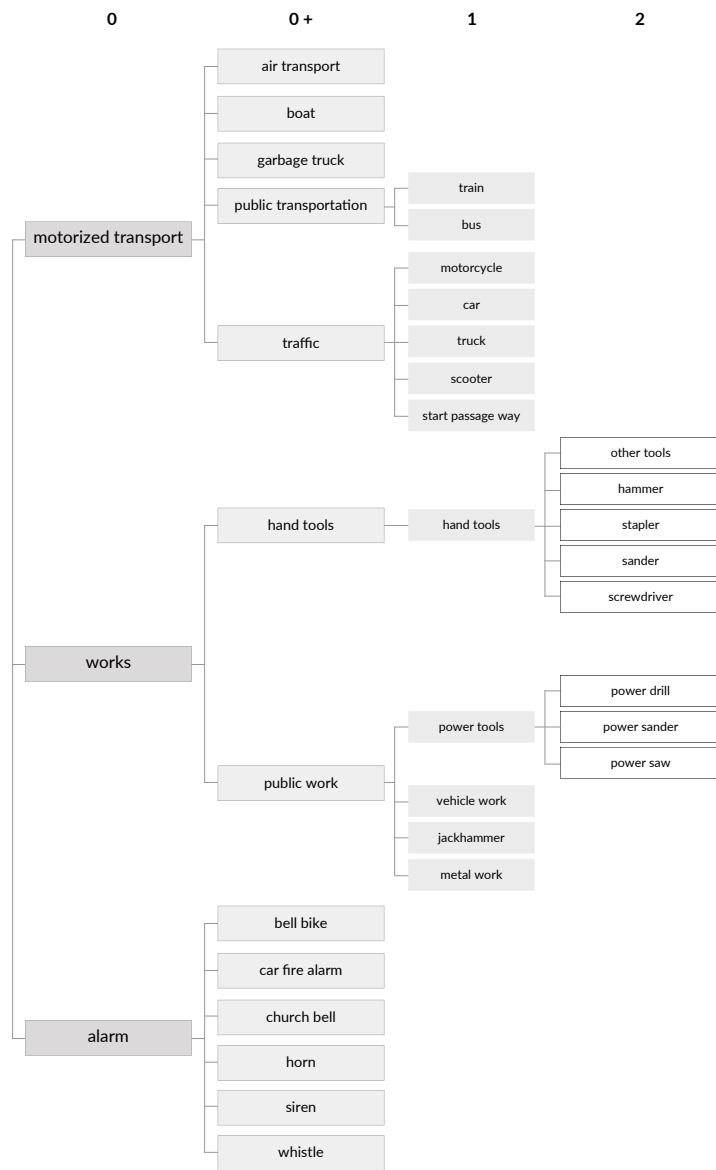 0 0 + 1 2
air transport
boat
garbage truck
train
public transportation
bus
motorized transport
motorcycle
car
traffic truck
scooter
start passage way
other tools
hammer
hand tools hand tools stapler
sander
screwdriver
works
power drill
power tools power sander
power saw
public work
vehicle work
jackhammer
metal work
bell bike
car fire alarm
church bell
alarm
horn
siren
whistle